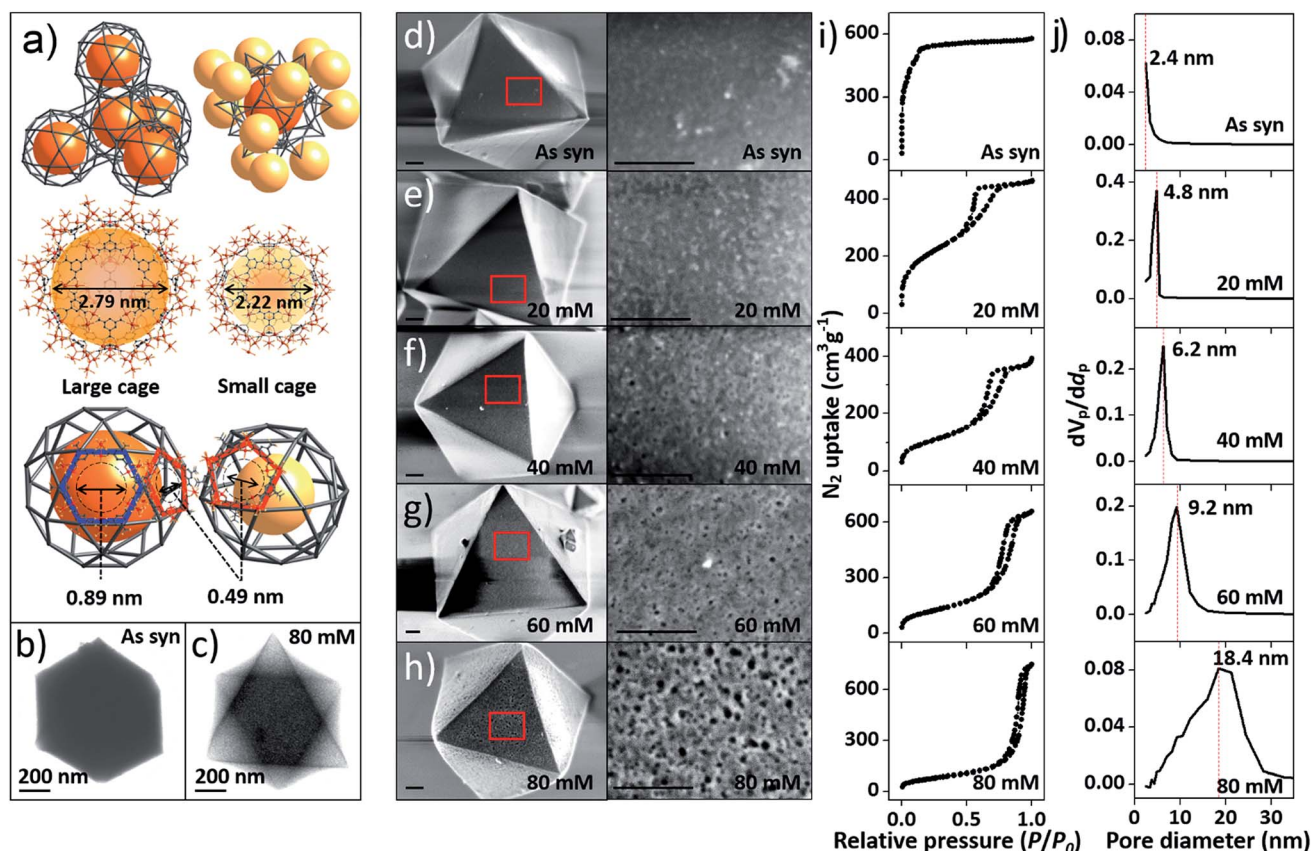 a)
2.79 nm
2.22 nm
Large cage
Small cage
0.89 nm
0.49 nm
b)
As syn
200 nm
c)
80 mM
200 nm
d)
As syn
As syn
e)
20 mM
20 mM
f)
40 mM
40 mM
g)
60 mM
60 mM
h)
80 mM
80 mM
i)
600
300
0
As syn
400
200
0
20 mM
400
200
0
40 mM
600
300
0
60 mM
600
300
0
80 mM
0.0 0.5 1.0
N₂ uptake (cm³g⁻¹)
Relative pressure (P/P₀)
j)
0.08
0.04
0.00
2.4 nm
As syn
0.4
0.2
0.0
4.8 nm
20 mM
0.2
0.1
0.0
6.2 nm
40 mM
0.2
0.1
0.0
9.2 nm
60 mM
0.08
0.04
0.00
18.4 nm
80 mM
0 10 20 30
dVₚ/ddₚ
Pore diameter (nm)